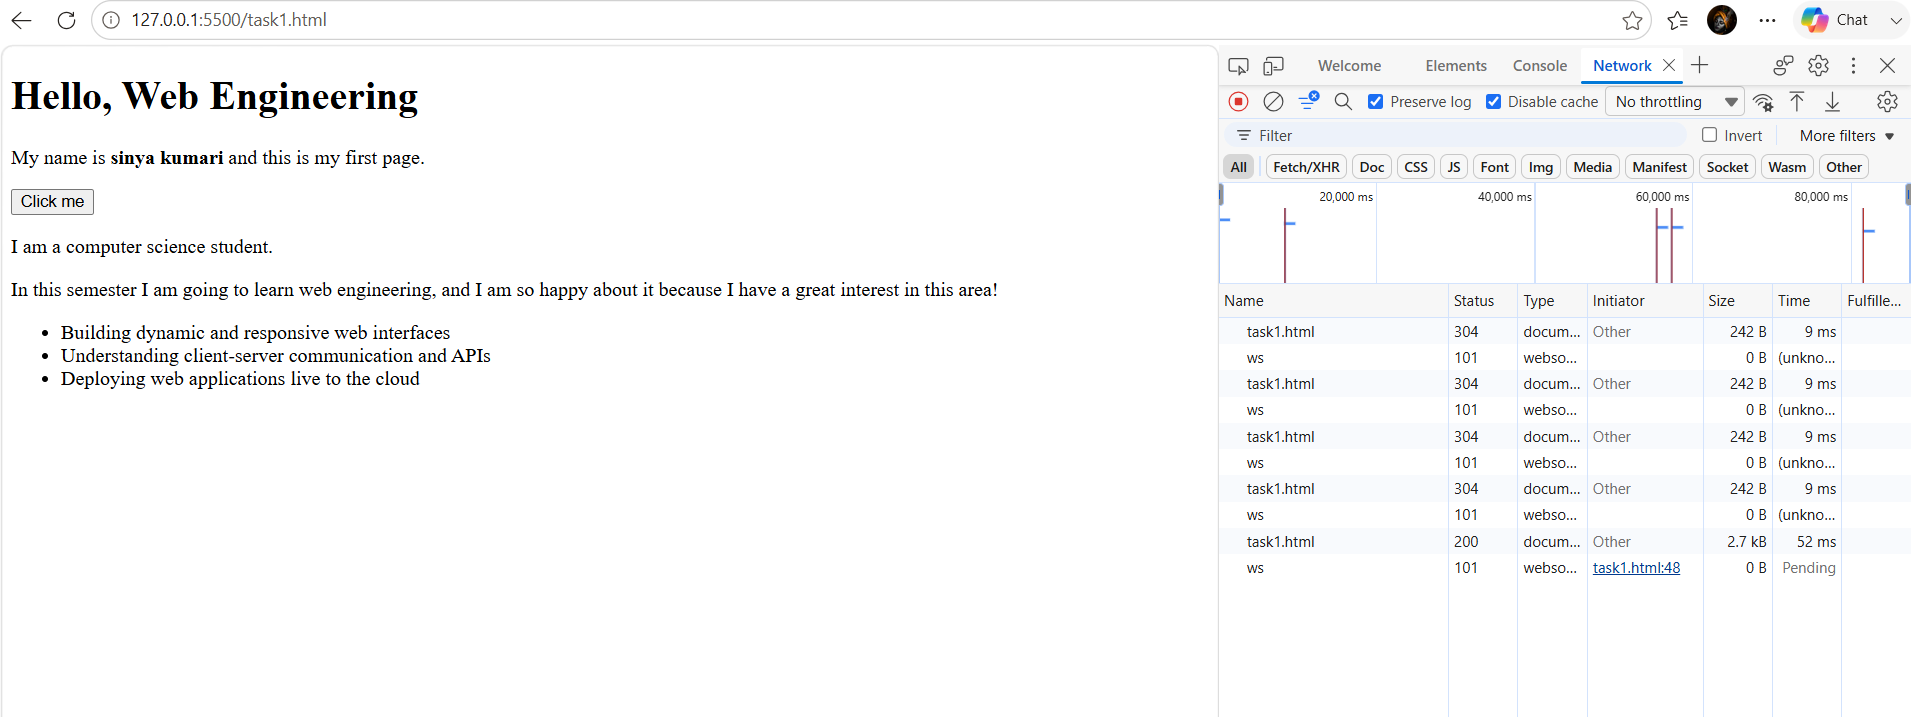 127.0.0.1:5500/task1.html
Chat
Hello, Web Engineering
My name is sinya kumari and this is my first page.
Click me
I am a computer science student.
In this semester I am going to learn web engineering, and I am so happy about it because I have a great interest in this area!
• Building dynamic and responsive web interfaces
• Understanding client-server communication and APIs
• Deploying web applications live to the cloud
Welcome Elements Console Network
Preserve log Disable cache No throttling
Filter Invert More filters
All Fetch/XHR Doc CSS JS Font Img Media Manifest Socket Wasm Other
20,000 ms 40,000 ms 60,000 ms 80,000 ms
Name Status Type Initiator Size Time Fulfille...
task1.html 304 docum... Other 242 B 9 ms
ws 101 webso... 0 B (unkno...
task1.html 304 docum... Other 242 B 9 ms
ws 101 webso... 0 B (unkno...
task1.html 304 docum... Other 242 B 9 ms
ws 101 webso... 0 B (unkno...
task1.html 304 docum... Other 242 B 9 ms
ws 101 webso... 0 B (unkno...
task1.html 200 docum... Other 2.7 kB 52 ms
ws 101 webso... task1.html:48 0 B Pending